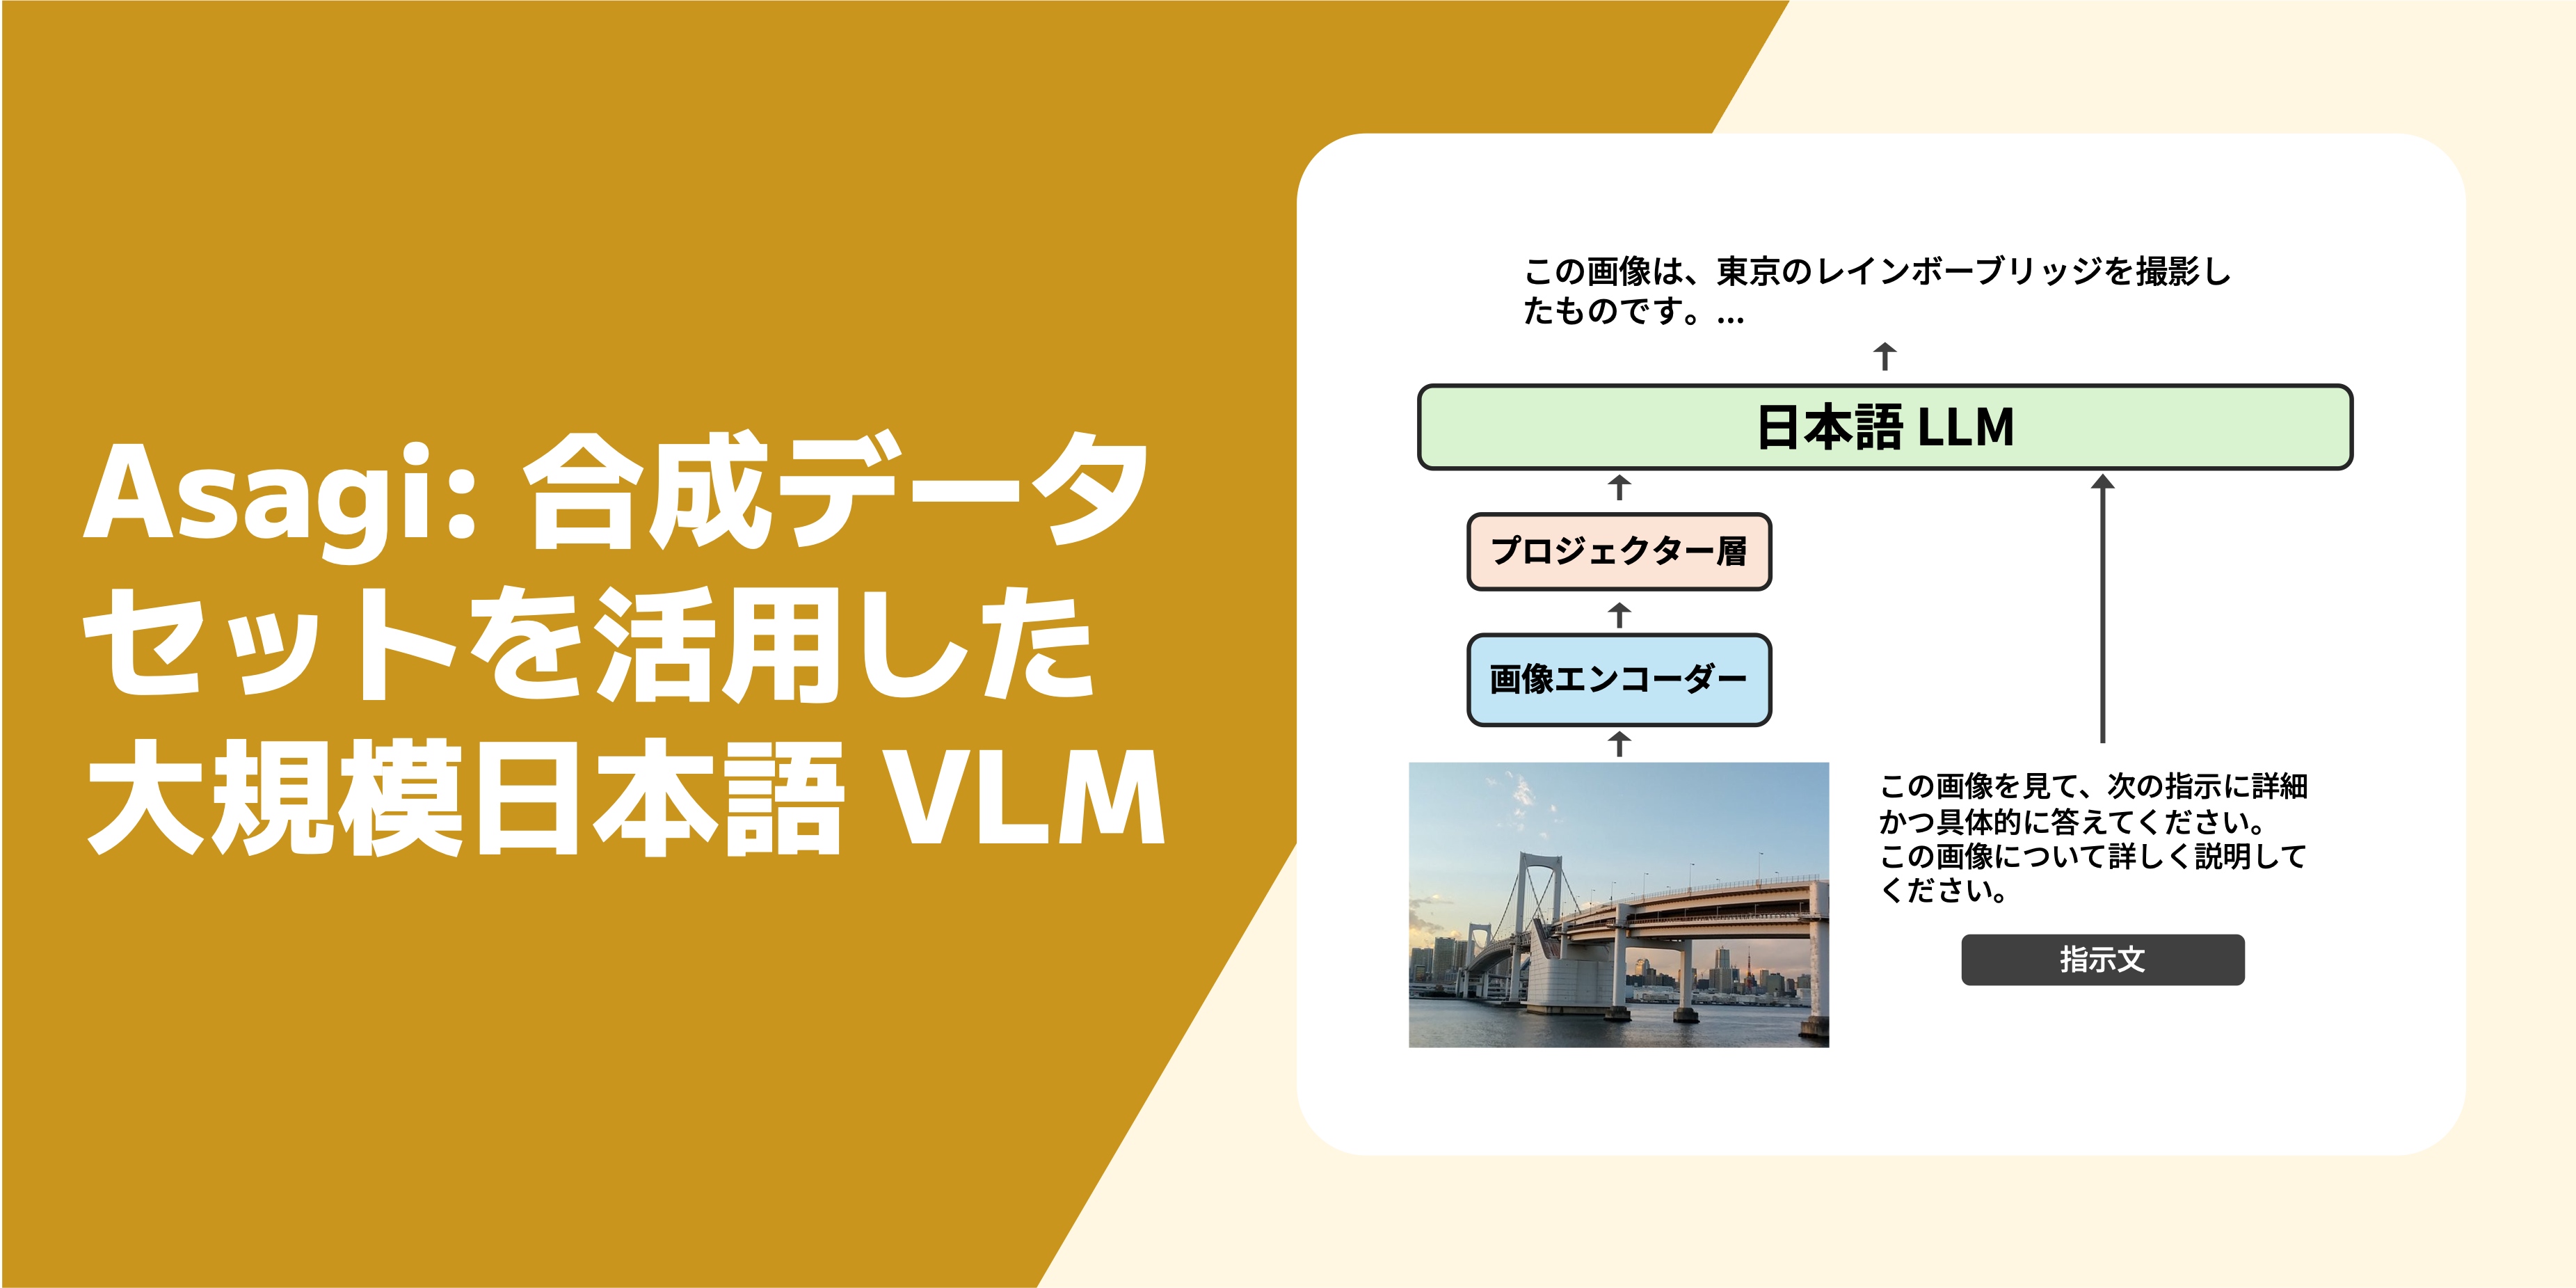 Asagi: 合成データ
セットを活用した
大規模日本語 VLM
この画像は、東京のレインボーブリッジを撮影し
たものです。...
日本語 LLM
プロジェクター層
画像エンコーダー
この画像を見て、次の指示に詳細
かつ具体的に答えてください。
この画像について詳しく説明して
ください。
指示文